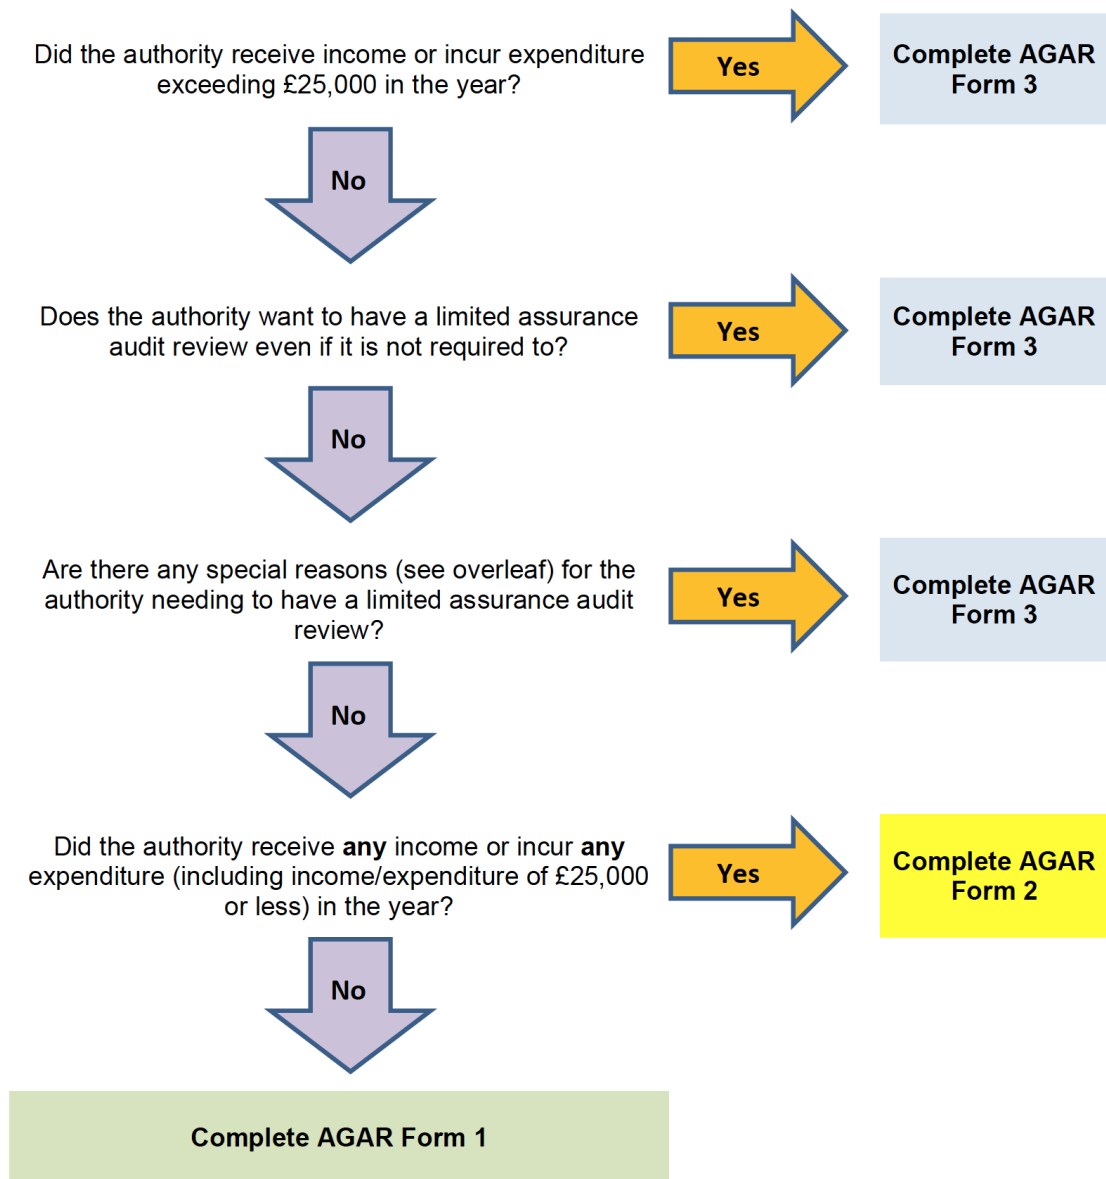 Did the authority receive income or incur expenditure
exceeding £25,000 in the year?
Yes
Complete AGAR
Form 3
No
Does the authority want to have a limited assurance
audit review even if it is not required to?
Yes
Complete AGAR
Form 3
No
Are there any special reasons (see overleaf) for the
authority needing to have a limited assurance audit
review?
Yes
Complete AGAR
Form 3
No
Did the authority receive any income or incur any
expenditure (including income/expenditure of £25,000
or less) in the year?
Yes
Complete AGAR
Form 2
No
Complete AGAR Form 1